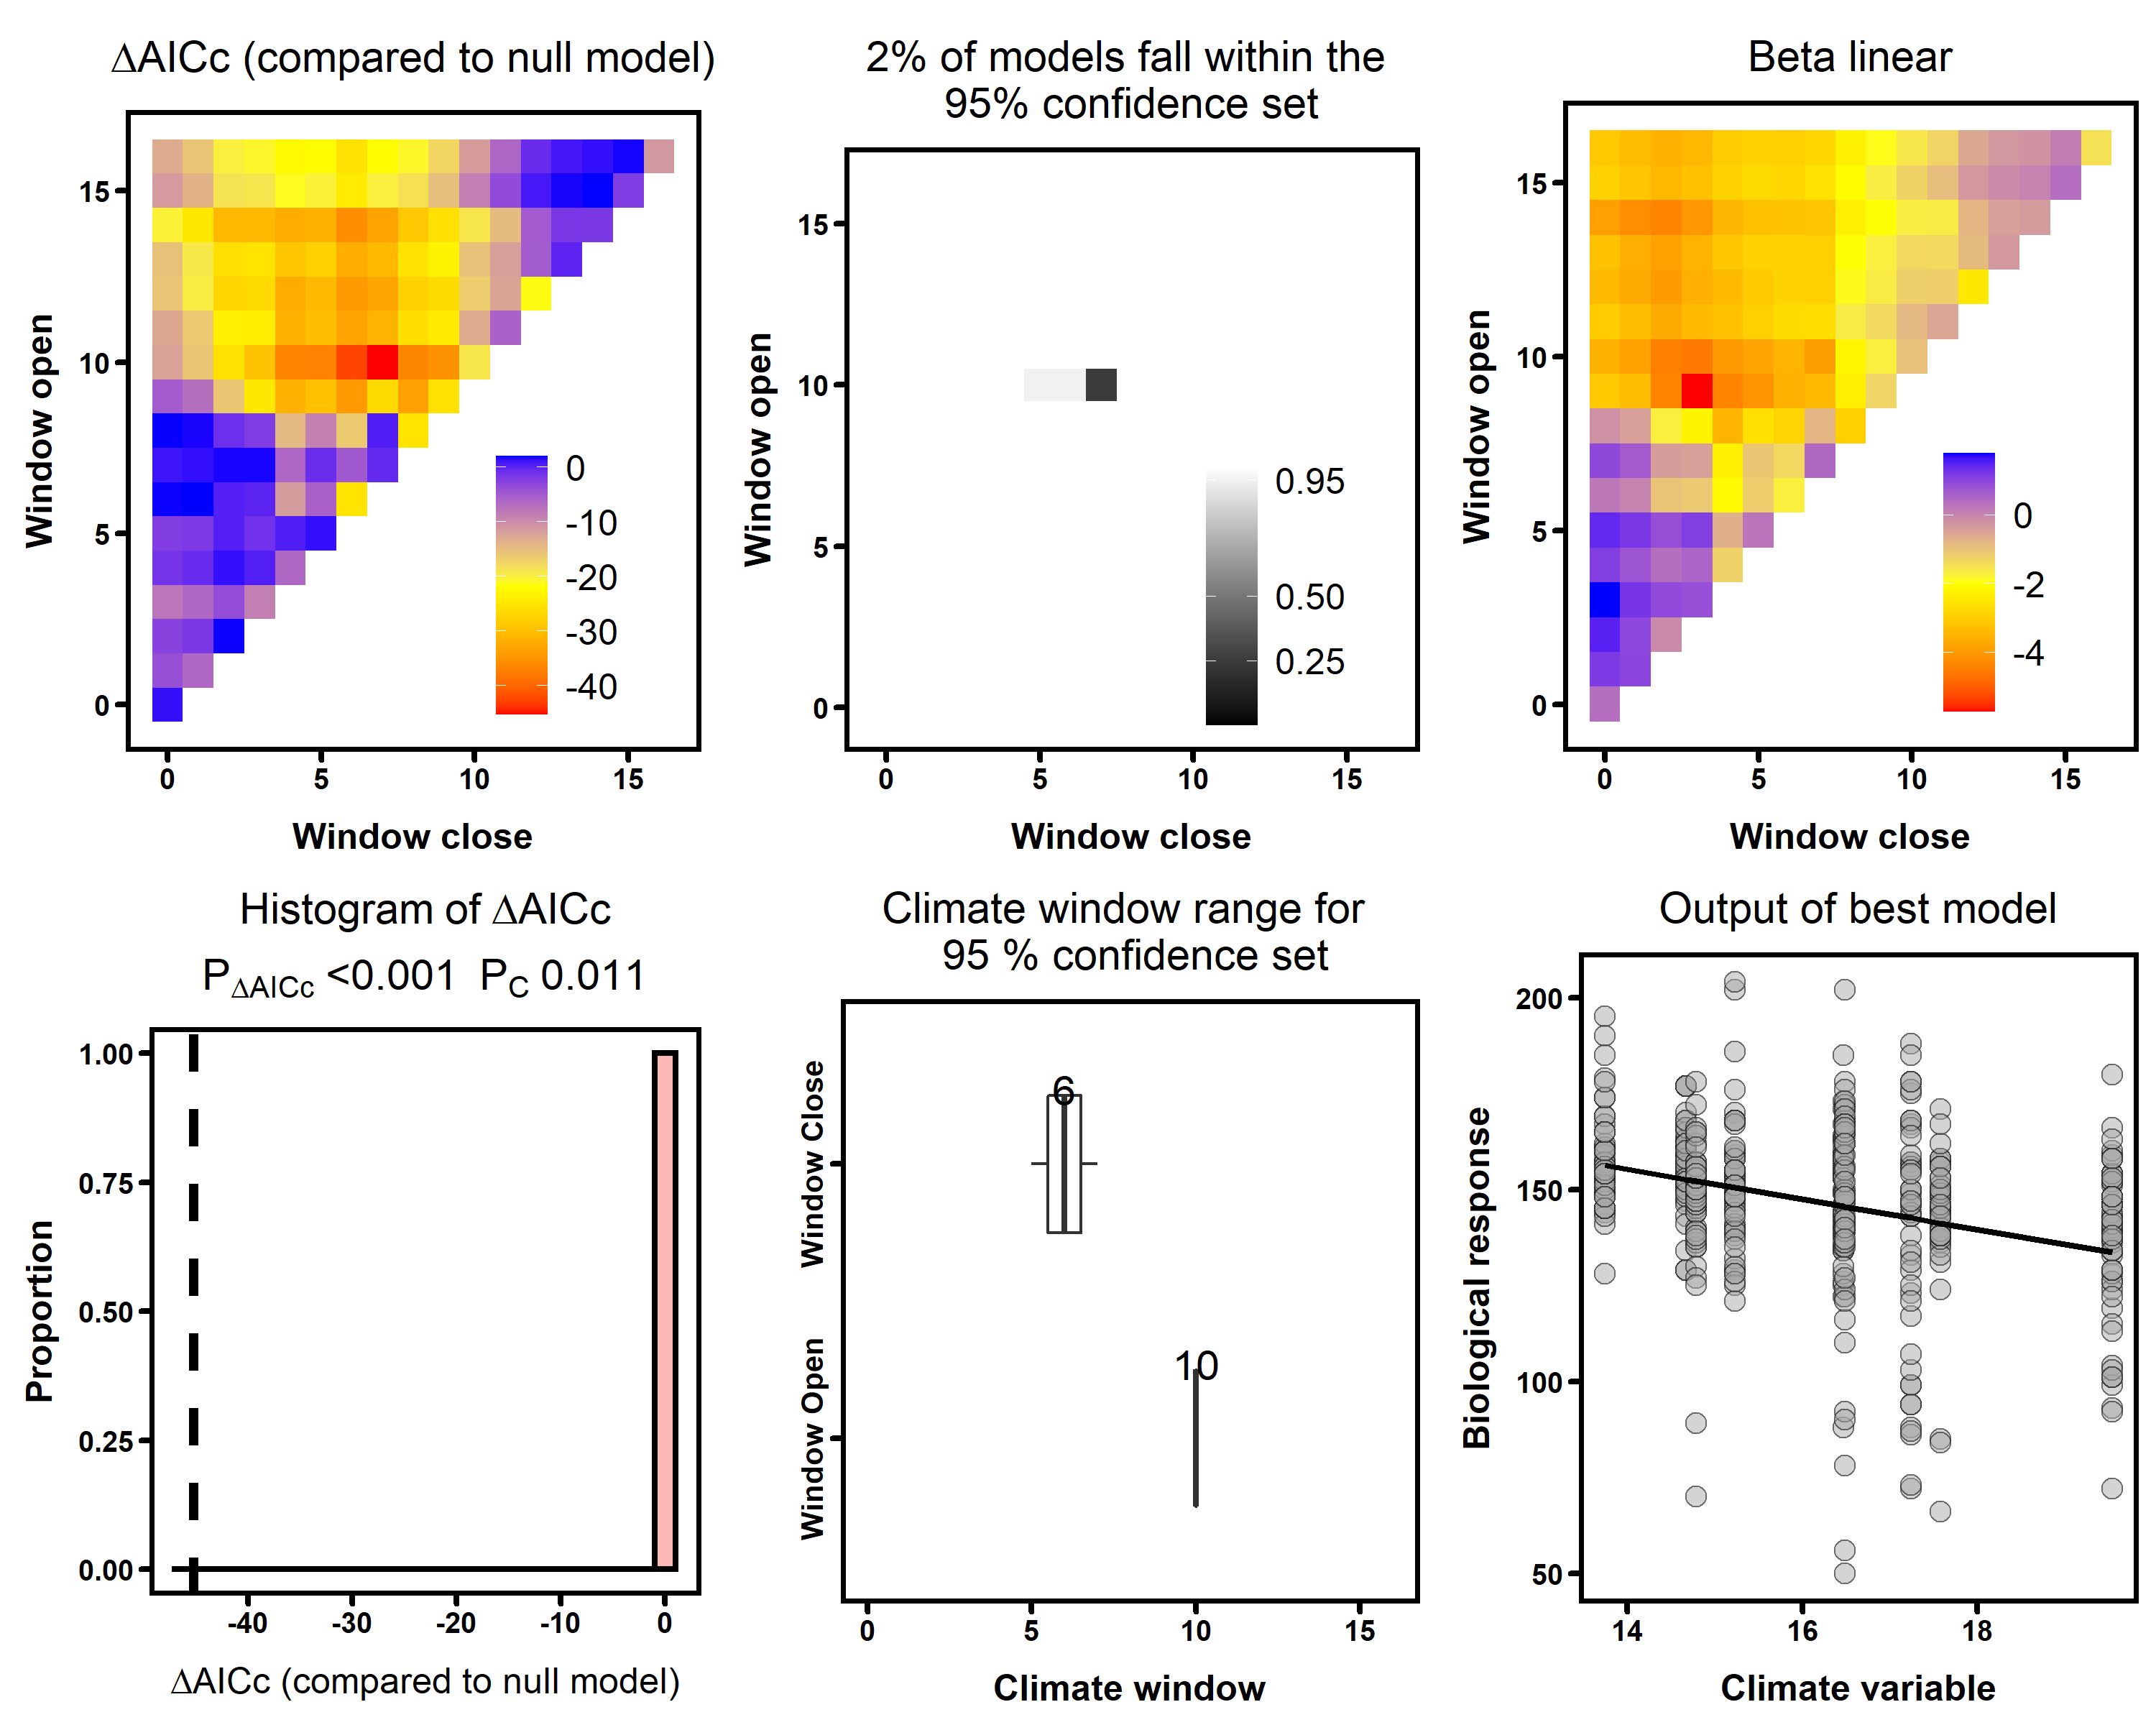 ΔAICc (compared to null model)
Window open
15
10
5
0
0
-10
-20
-30
-40
0
5
10
15
Window close
2% of models fall within the
95% confidence set
Window open
15
10
5
0
0.95
0.50
0.25
0
5
10
15
Window close
Beta linear
Window open
15
10
5
0
0
-2
-4
0
5
10
15
Window close
Histogram of ΔAICc
PΔAICc <0.001 PC 0.011
Proportion
1.00
0.75
0.50
0.25
0.00
-40
-30
-20
-10
0
ΔAICc (compared to null model)
Climate window range for
95 % confidence set
Window Close
Window Open
6
10
0
5
10
15
Climate window
Output of best model
Biological response
200
150
100
50
14
16
18
Climate variable